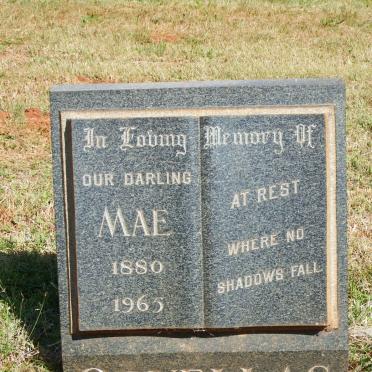 In Loving Memory Of
OUR DARLING
MAE
1880
1965
AT REST
WHERE NO
SHADOWS FALL